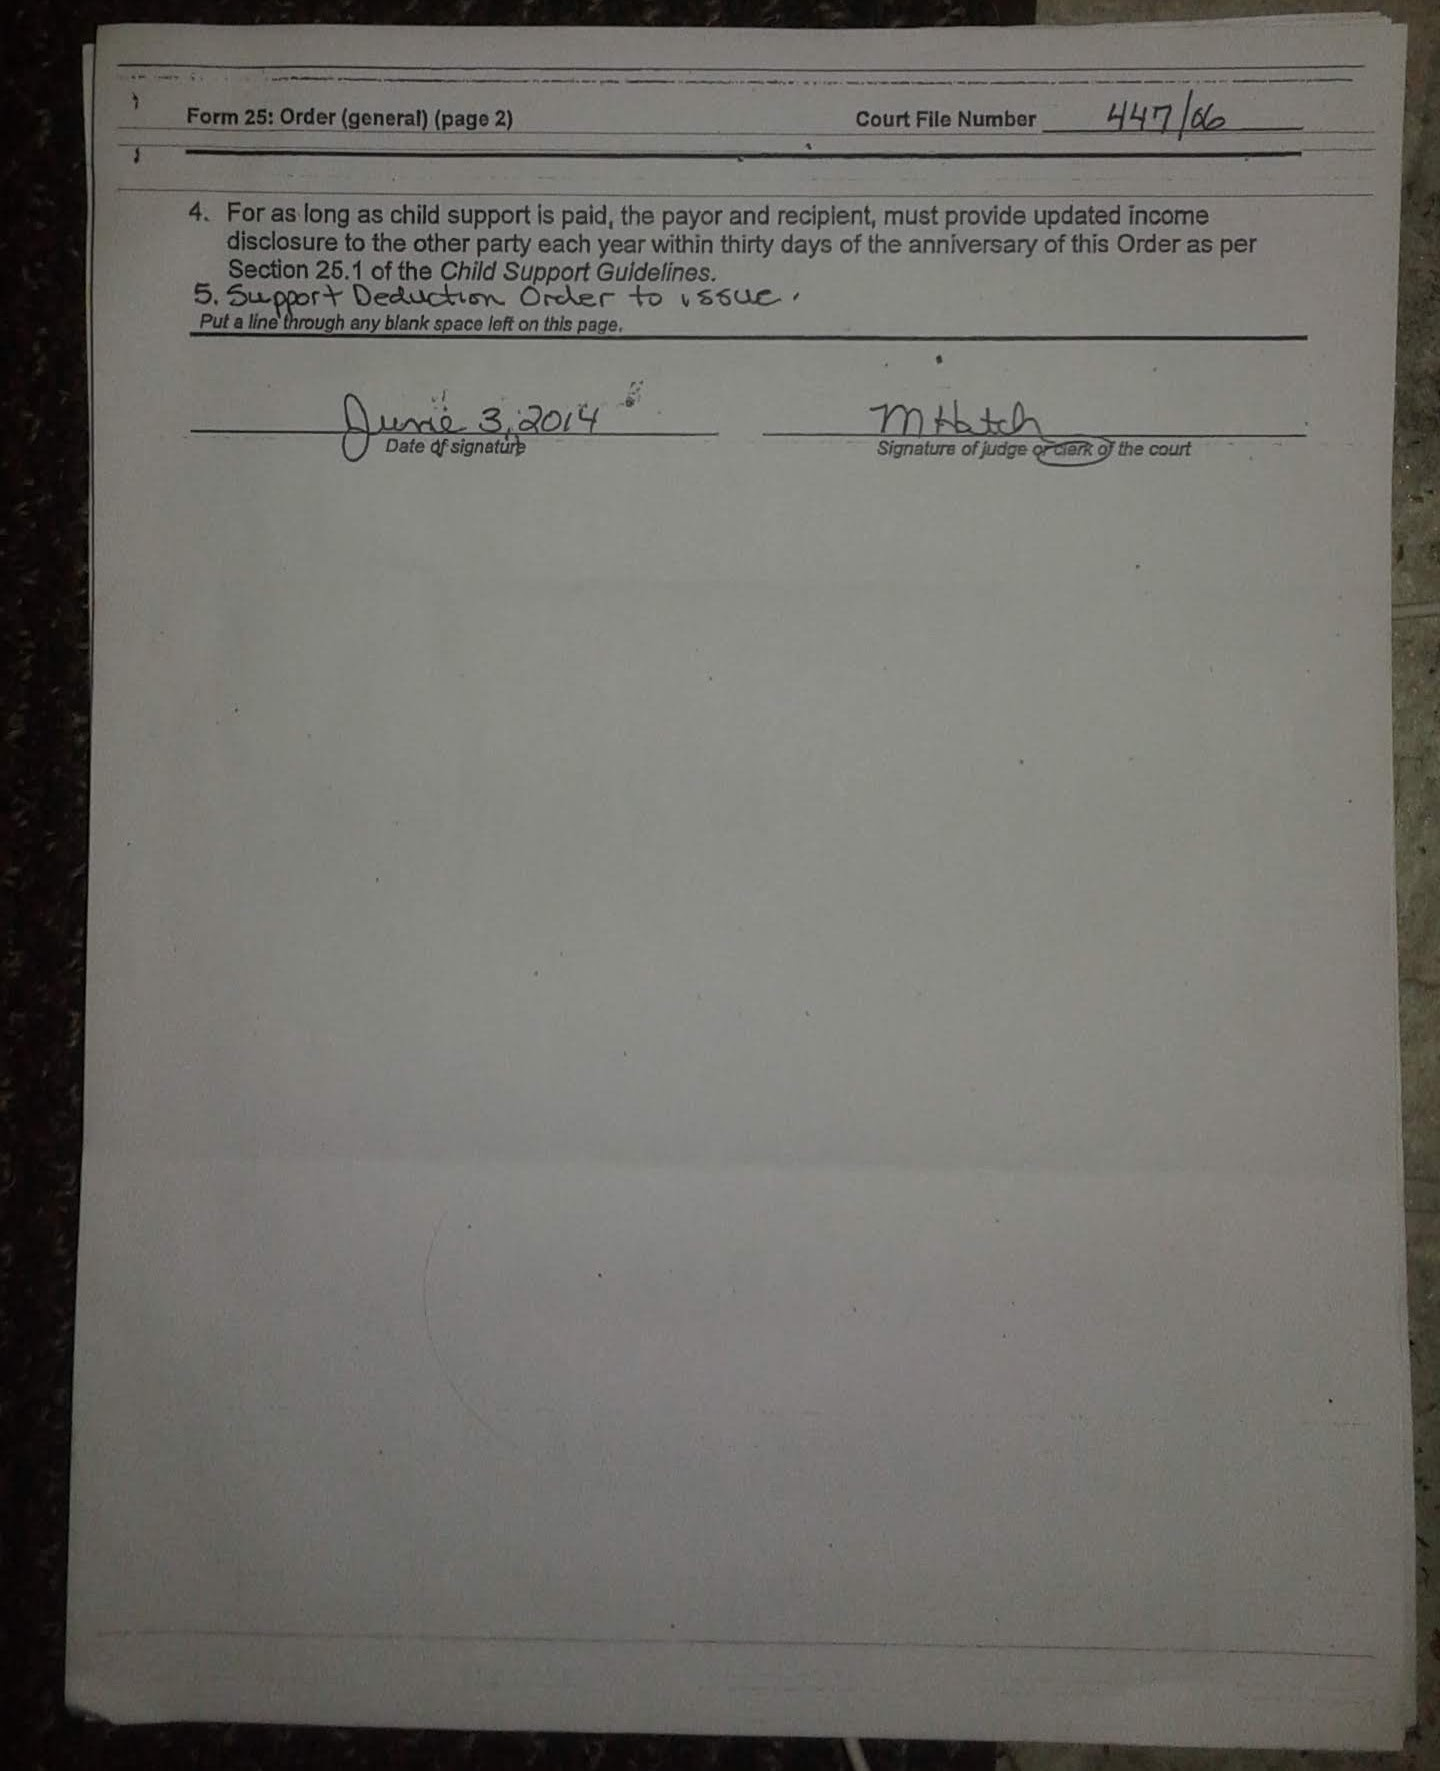 Form 25: Order (general) (page 2) Court File Number 447/06
4. For as long as child support is paid, the payor and recipient, must provide updated income
disclosure to the other party each year within thirty days of the anniversary of this Order as per
Section 25.1 of the Child Support Guidelines.
5. Support Deduction Order to issue.
Put a line through any blank space left on this page.
June 3, 2014 M Hatch
Date of signature Signature of judge or clerk of the court